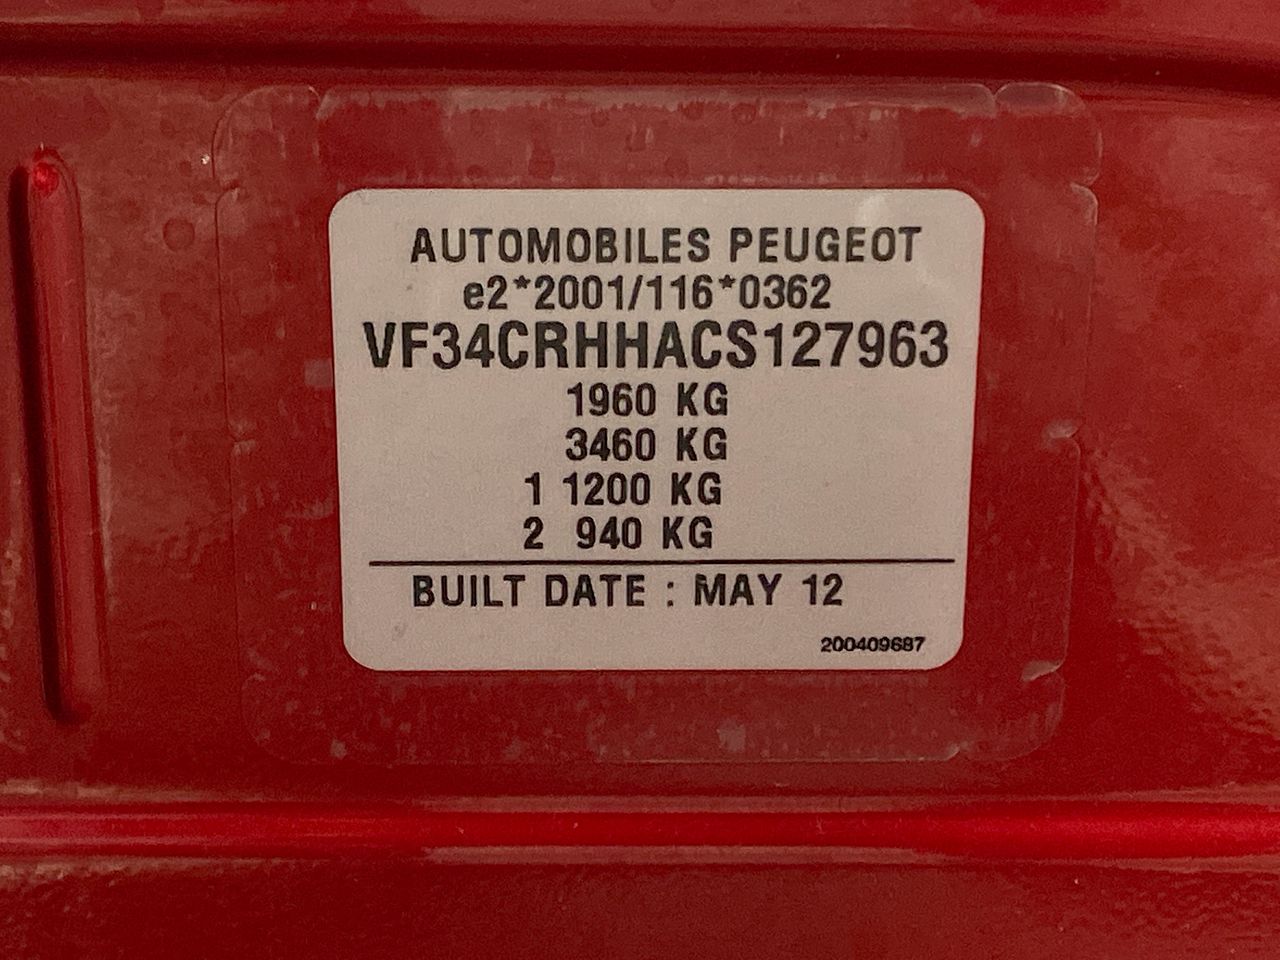 AUTOMOBILES PEUGEOT
e2*2001/116*0362
VF34CRHHACS127963
1960 KG
3460 KG
1 1200 KG
2 940 KG
BUILT DATE : MAY 12
200409687